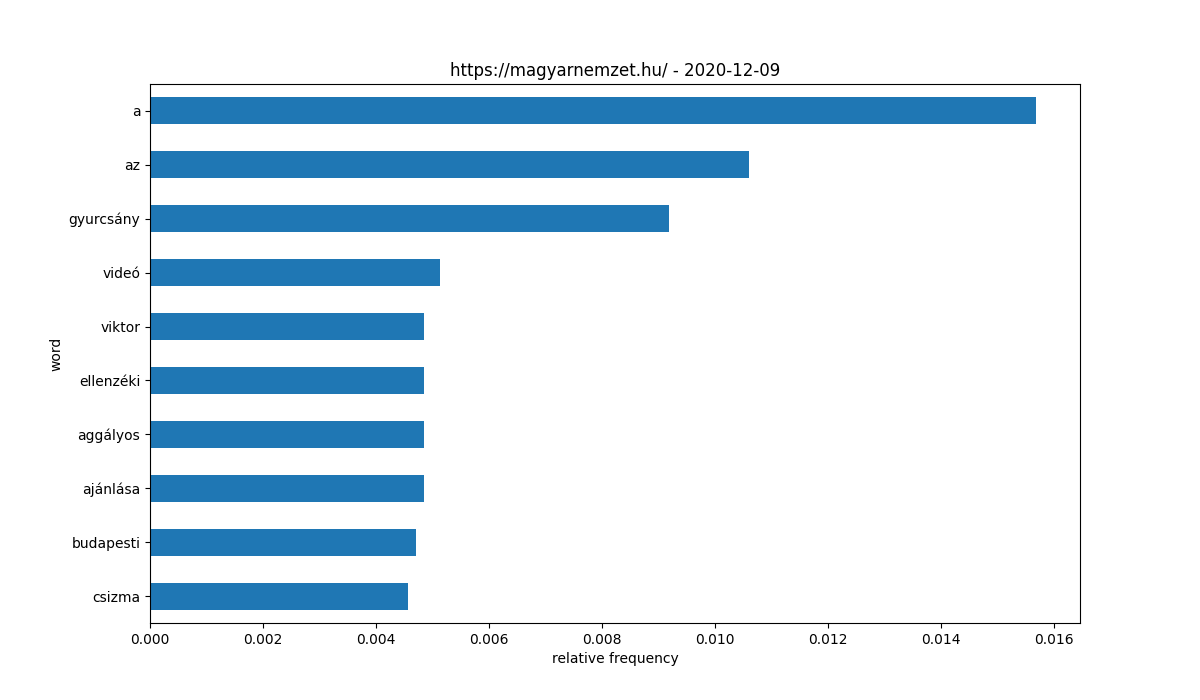 https://magyarnemzet.hu/ - 2020-12-09
a
az
gyurcsány
videó
viktor
ellenzéki
aggályos
ajánlása
budapesti
csizma
word
0.000 0.002 0.004 0.006 0.008 0.010 0.012 0.014 0.016
relative frequency